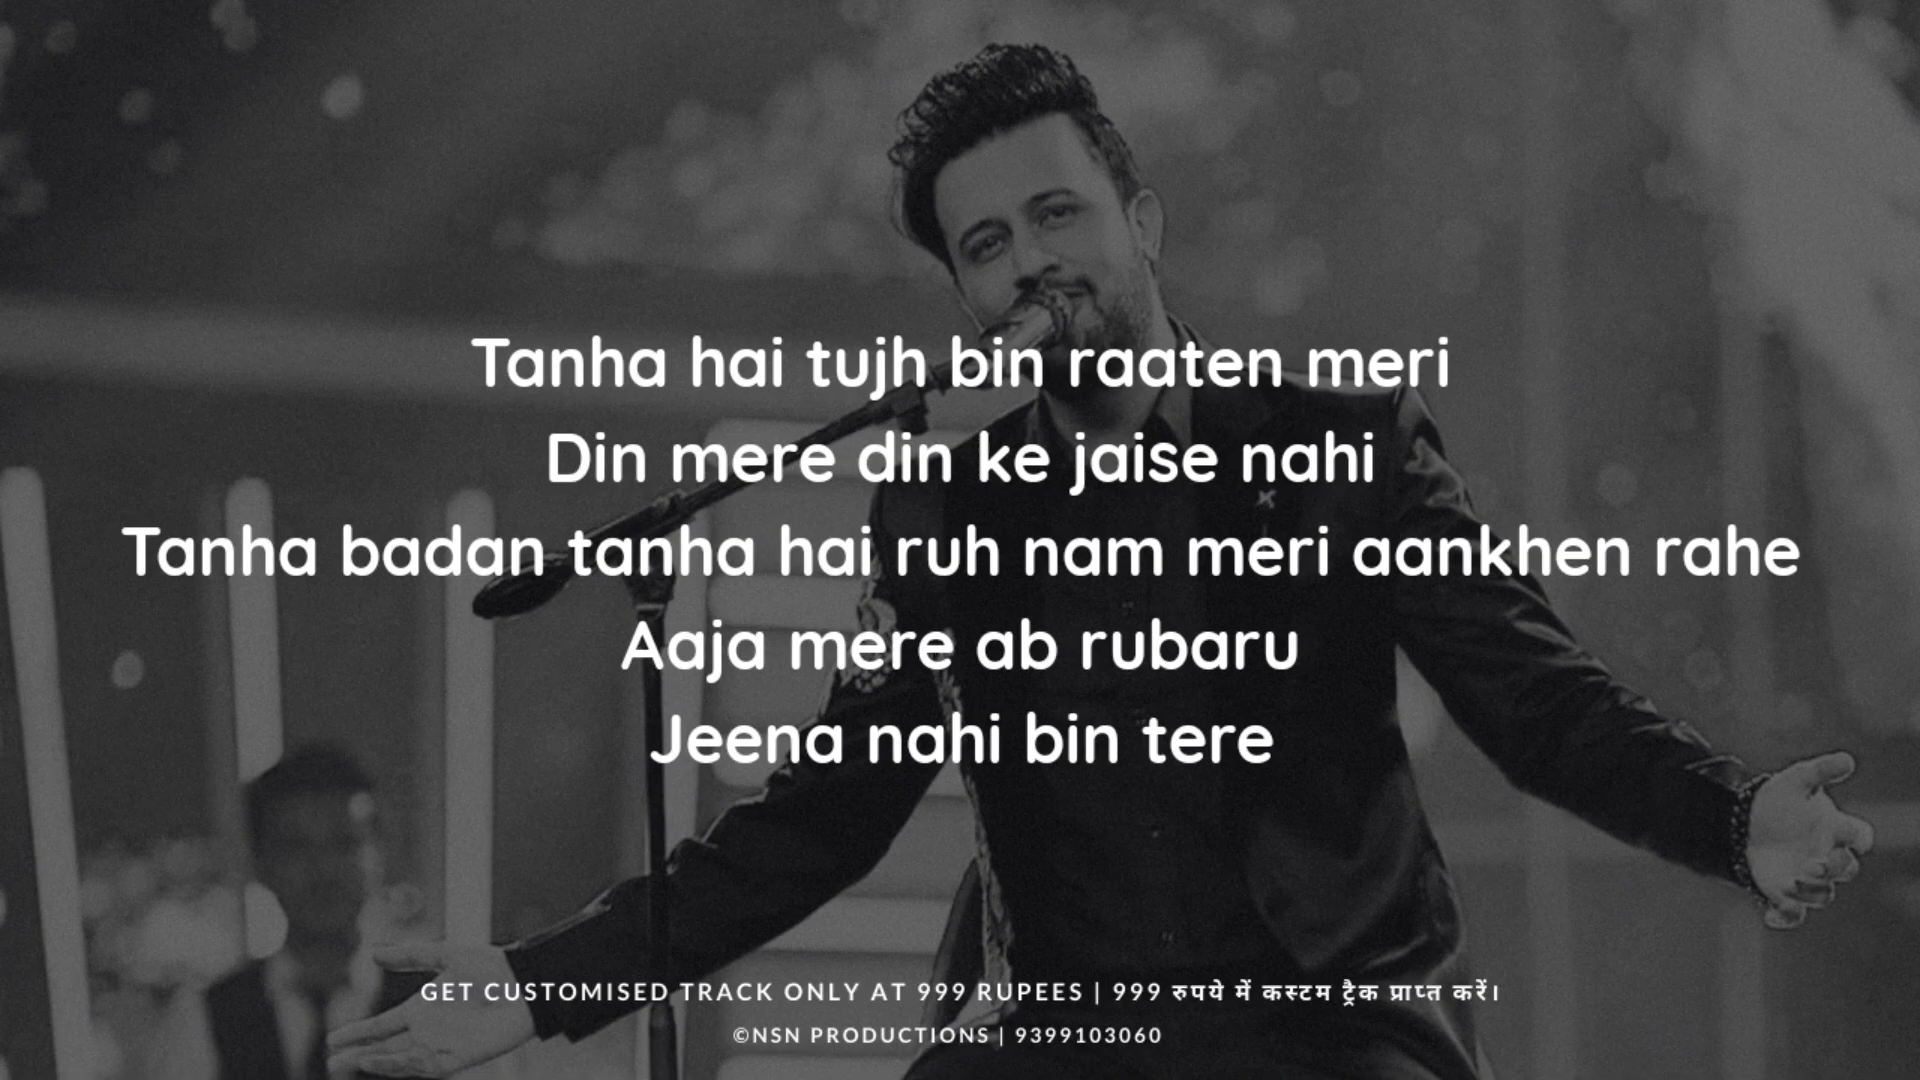 Tanha hai tujh bin raaten meri
Din mere din ke jaise nahi
Tanha badan tanha hai ruh nam meri aankhen rahe
Aaja mere ab rubaru
Jeena nahi bin tere
GET CUSTOMISED TRACK ONLY AT 999 RUPEES | 999 रुपये में कस्टम ट्रैक प्राप्त करें।
©NSN PRODUCTIONS | 9399103060